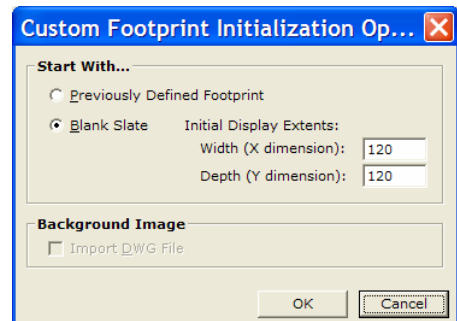 Custom Footprint Initialization Op...
Start With...
Previously Defined Footprint
Blank Slate Initial Display Extents:
Width (X dimension): 120
Depth (Y dimension): 120
Background Image
Import DWG File
OK Cancel